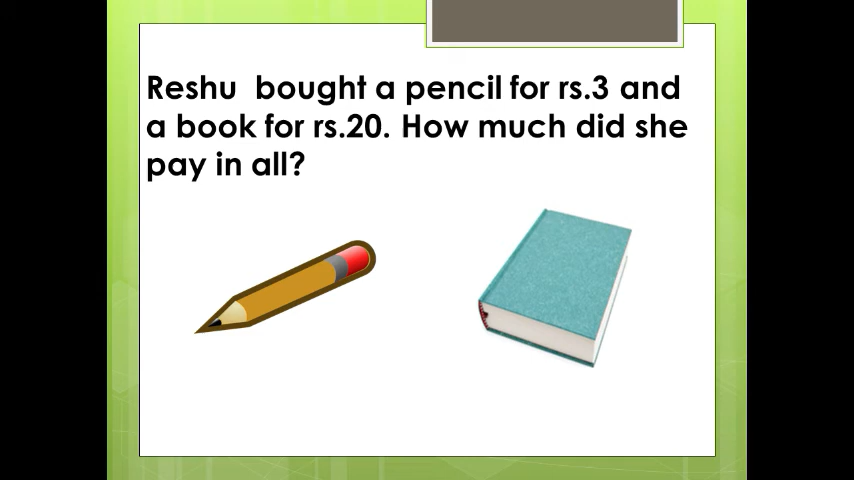 Reshu  bought a pencil for rs.3 and
a book for rs.20. How much did she
pay in all?